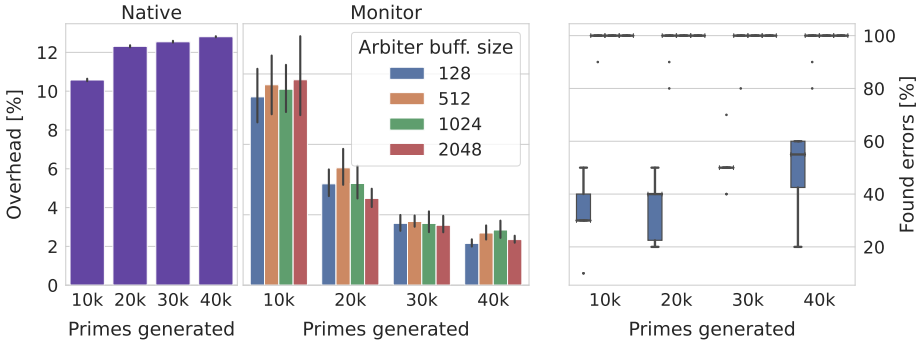 Native
Monitor
Overhead [%]
12
10
8
6
4
2
0
10k 20k 30k 40k
Primes generated
Arbiter buff. size
128
512
1024
2048
10k 20k 30k 40k
Primes generated
100
80
60
40
20
Found errors [%]
10k 20k 30k 40k
Primes generated